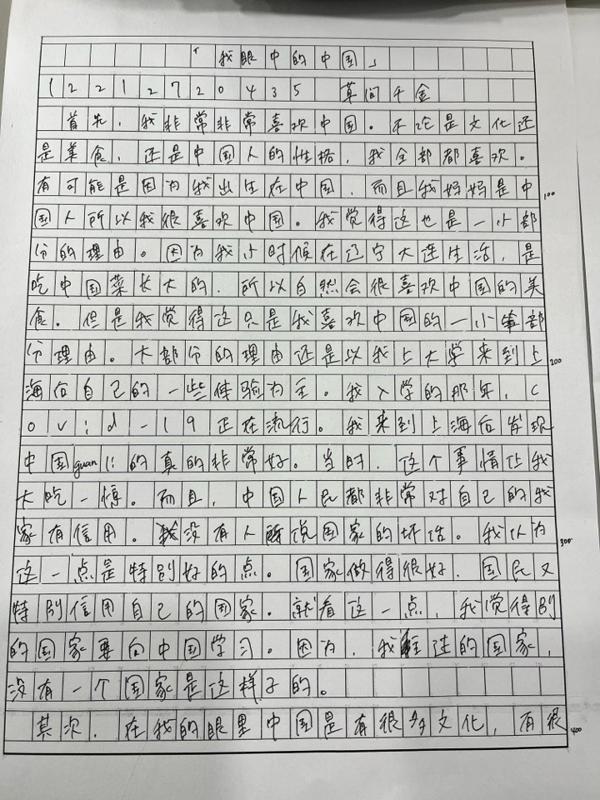 「我眼中的中国」
12212720435 草间千金
首先，我非常非常喜欢中国。不论是文化还
是美食，还是中国人的性格，我全部都喜欢。
有可能是因为我出生在中国，而且我妈妈是中
100
国人所以我很喜欢中国。我觉得这也是一小部
分的理由。因为我小时候在辽宁大连生活，是
吃中国菜长大的，所以自然会很喜欢中国的美
食。但是我觉得这只是我喜欢中国的一小部
分理由。大部分的理由还是以我上大学来到上
200
海后自己的一些体验为主。我入学的那年，c
ovid-19正在流行。我来到上海后发现
中国guan li的真的非常好。当时，这个事情让我
大吃一惊。而且，中国人民都非常对自己的我
家有信用。没有人说国家的坏话。我认为
300
这一点是特别好的点。国家做得很好，国民又
特别信用自己的国家。就看这一点，我觉得别
的国家要向中国学习。因为，我住过的国家，
没有一个国家是这样子的。
其次，在我的眼里中国是有很多文化，有很
400